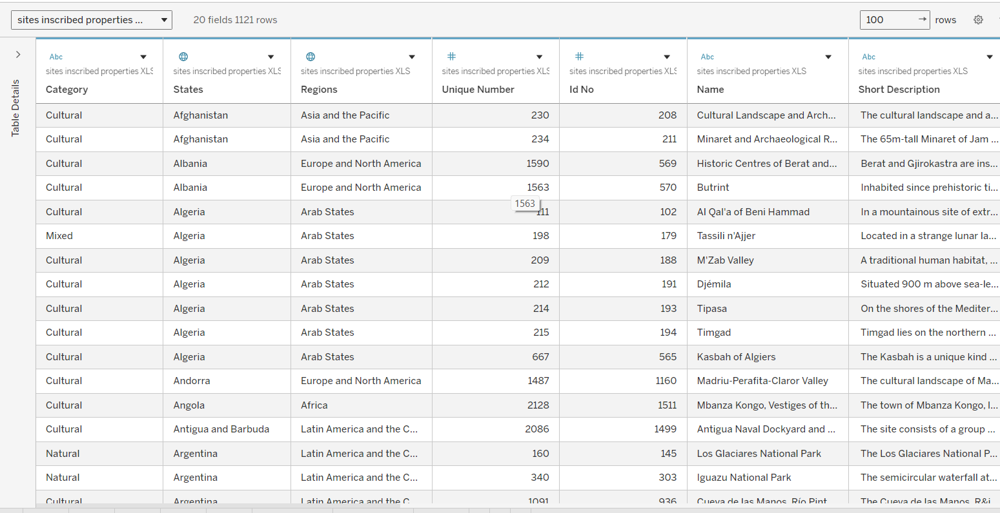 sites inscribed properties ... 20 fields 1121 rows 100 → rows
Table Details
Abc Abc Abc
sites inscribed properties XLS sites inscribed properties XLS sites inscribed properties XLS sites inscribed properties XLS sites inscribed properties XLS sites inscribed properties XLS sites inscribed properties XLS
Category States Regions Unique Number Id No Name Short Description
Cultural Afghanistan Asia and the Pacific 230 208 Cultural Landscape and Arch... The cultural landscape and a...
Cultural Afghanistan Asia and the Pacific 234 211 Minaret and Archaeological R... The 65m-tall Minaret of Jam ...
Cultural Albania Europe and North America 1590 569 Historic Centres of Berat and... Berat and Gjirokastra are ins...
Cultural Albania Europe and North America 1563 570 Butrint Inhabited since prehistoric ti...
1563
Cultural Algeria Arab States 111 102 Al Qal'a of Beni Hammad In a mountainous site of extr...
Mixed Algeria Arab States 198 179 Tassili n'Ajjer Located in a strange lunar la...
Cultural Algeria Arab States 209 188 M'Zab Valley A traditional human habitat, ...
Cultural Algeria Arab States 212 191 Djémila Situated 900 m above sea-le...
Cultural Algeria Arab States 214 193 Tipasa On the shores of the Mediter...
Cultural Algeria Arab States 215 194 Timgad Timgad lies on the northern ...
Cultural Algeria Arab States 667 565 Kasbah of Algiers The Kasbah is a unique kind ...
Cultural Andorra Europe and North America 1487 1160 Madriu-Perafita-Claror Valley The cultural landscape of Ma...
Cultural Angola Africa 2128 1511 Mbanza Kongo, Vestiges of th... The town of Mbanza Kongo, l...
Cultural Antigua and Barbuda Latin America and the C... 2086 1499 Antigua Naval Dockyard and ... The site consists of a group ...
Natural Argentina Latin America and the C... 160 145 Los Glaciares National Park The Los Glaciares National P...
Natural Argentina Latin America and the C... 340 303 Iguazu National Park The semicircular waterfall at...
Cultural Argentina Latin America and the C... 1091 936 Cueva de las Manos, Río Pint... The Cueva de las Manos, R&i...